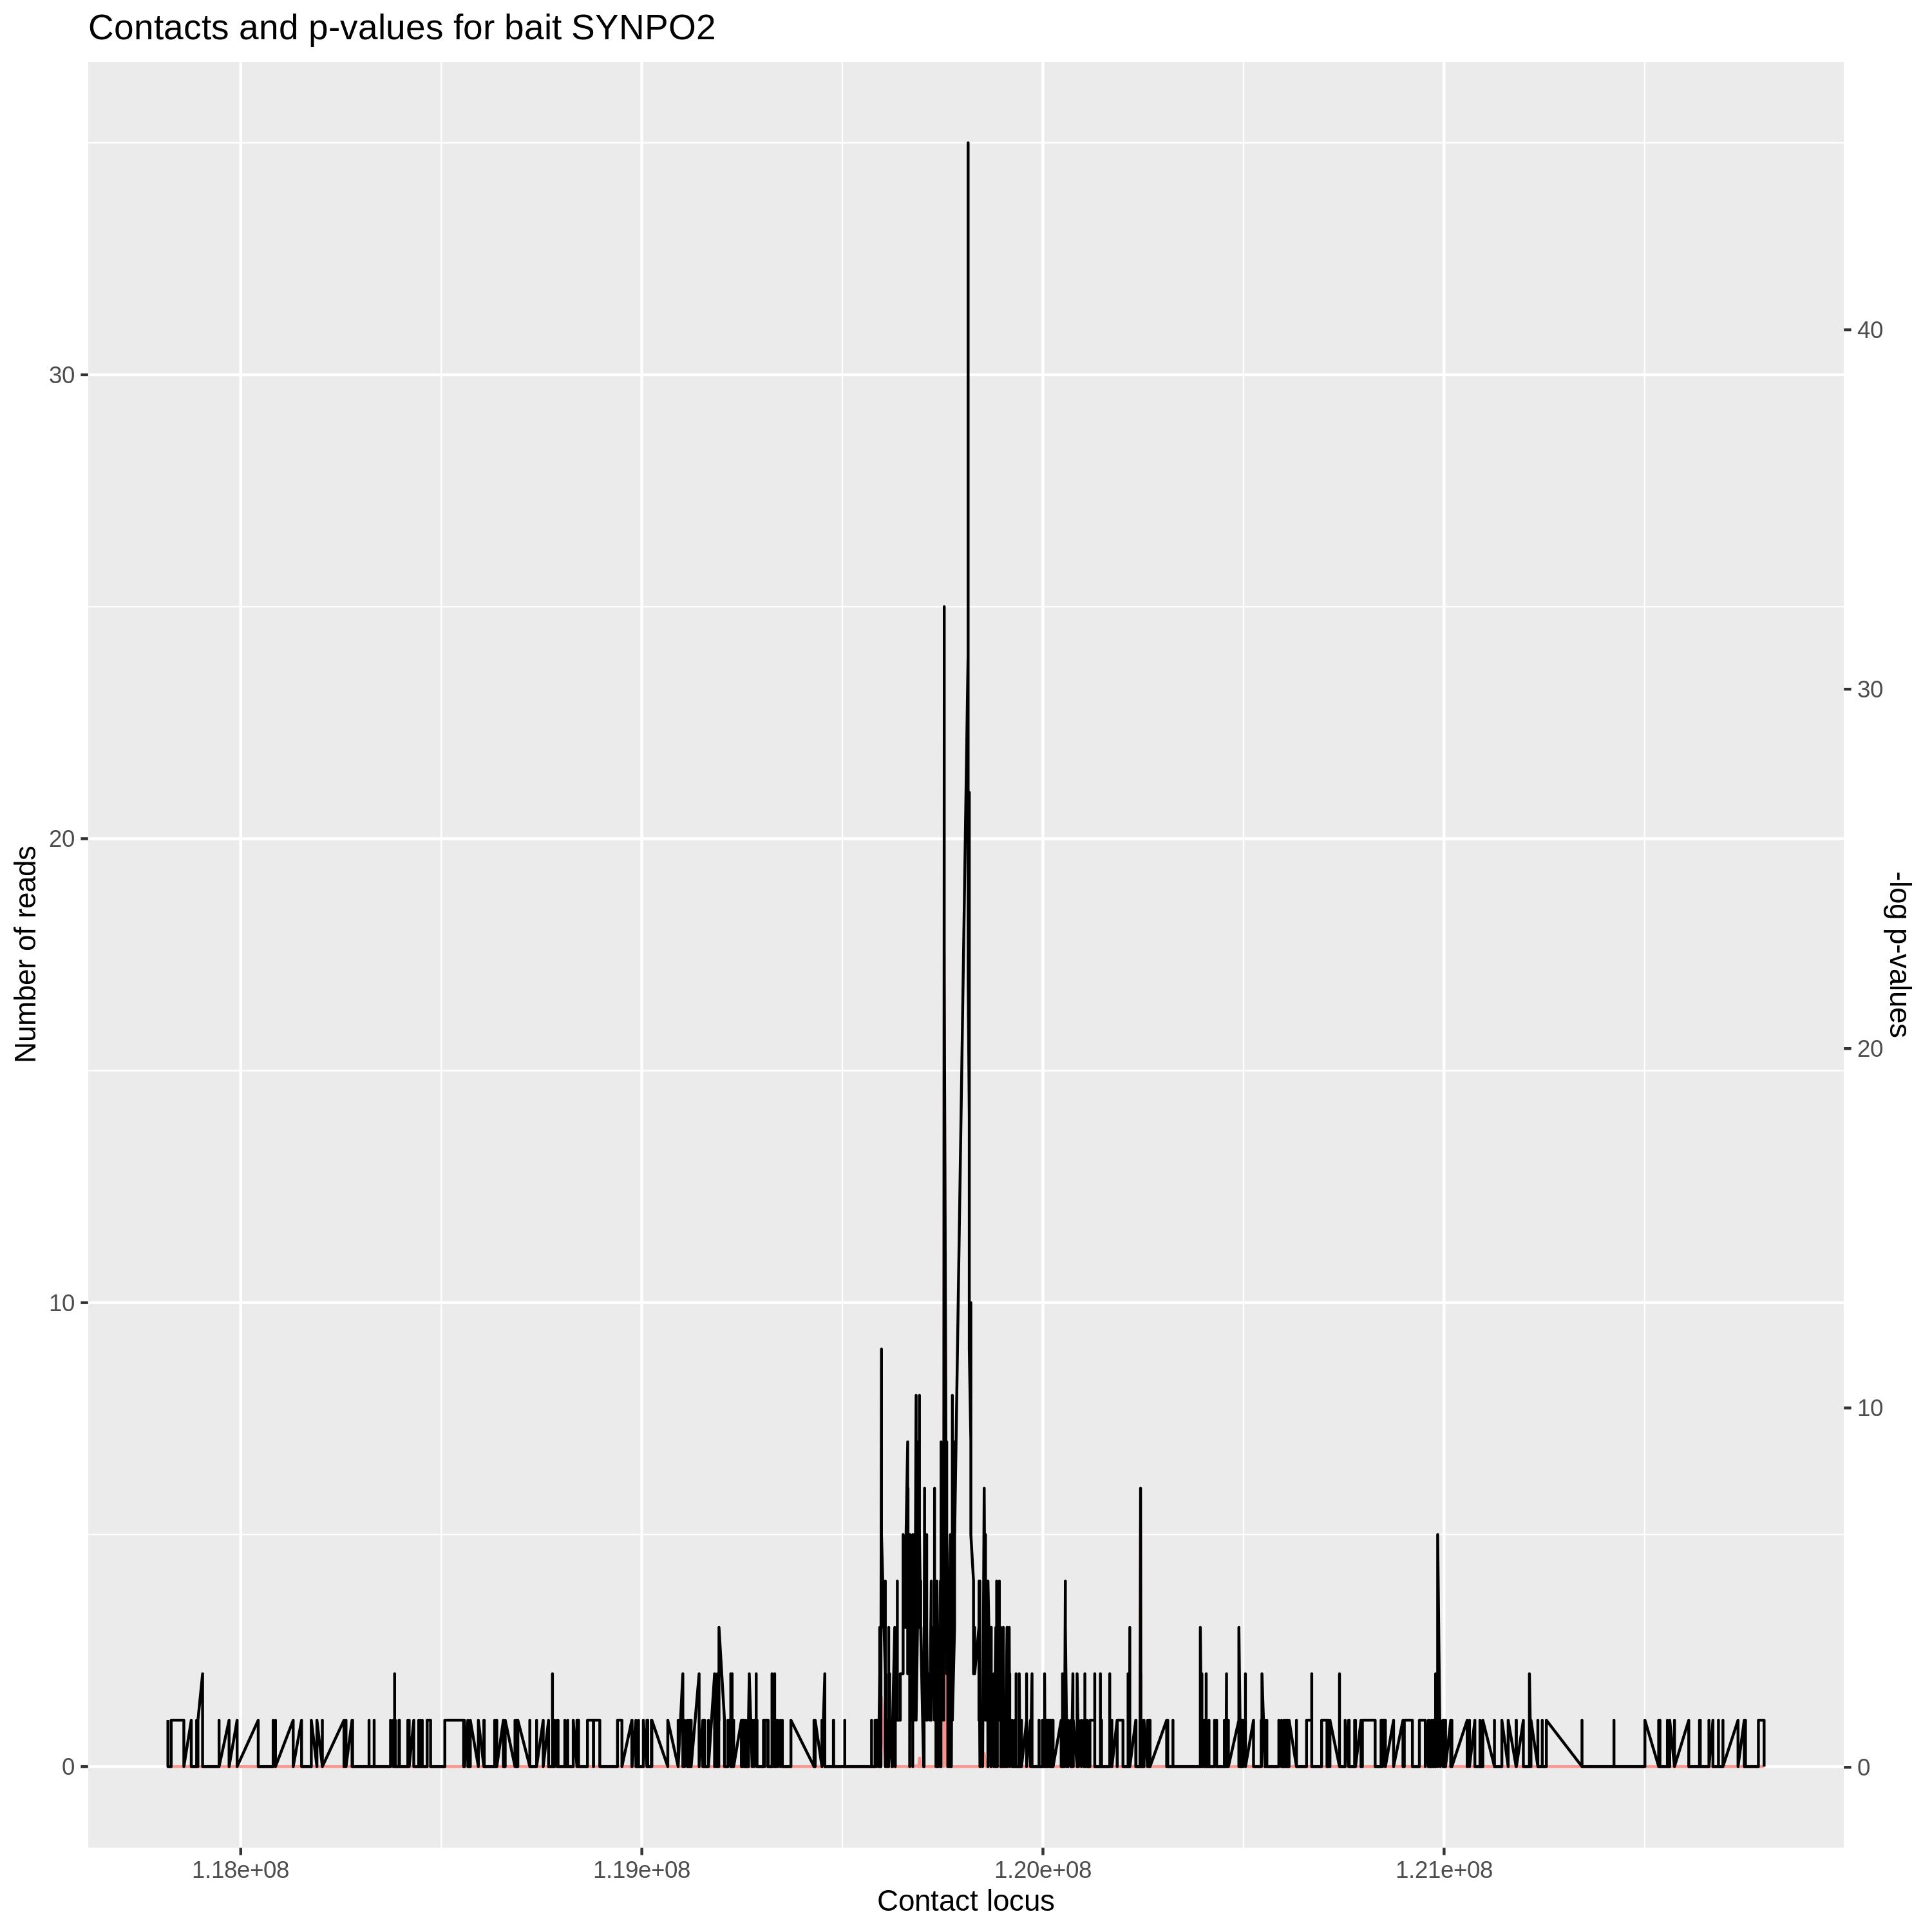 Contacts and p-values for bait SYNPO2
Number of reads
30
20
10
0
40
30
20
10
0
-log p-values
1.18e+08
1.19e+08
1.20e+08
1.21e+08
Contact locus